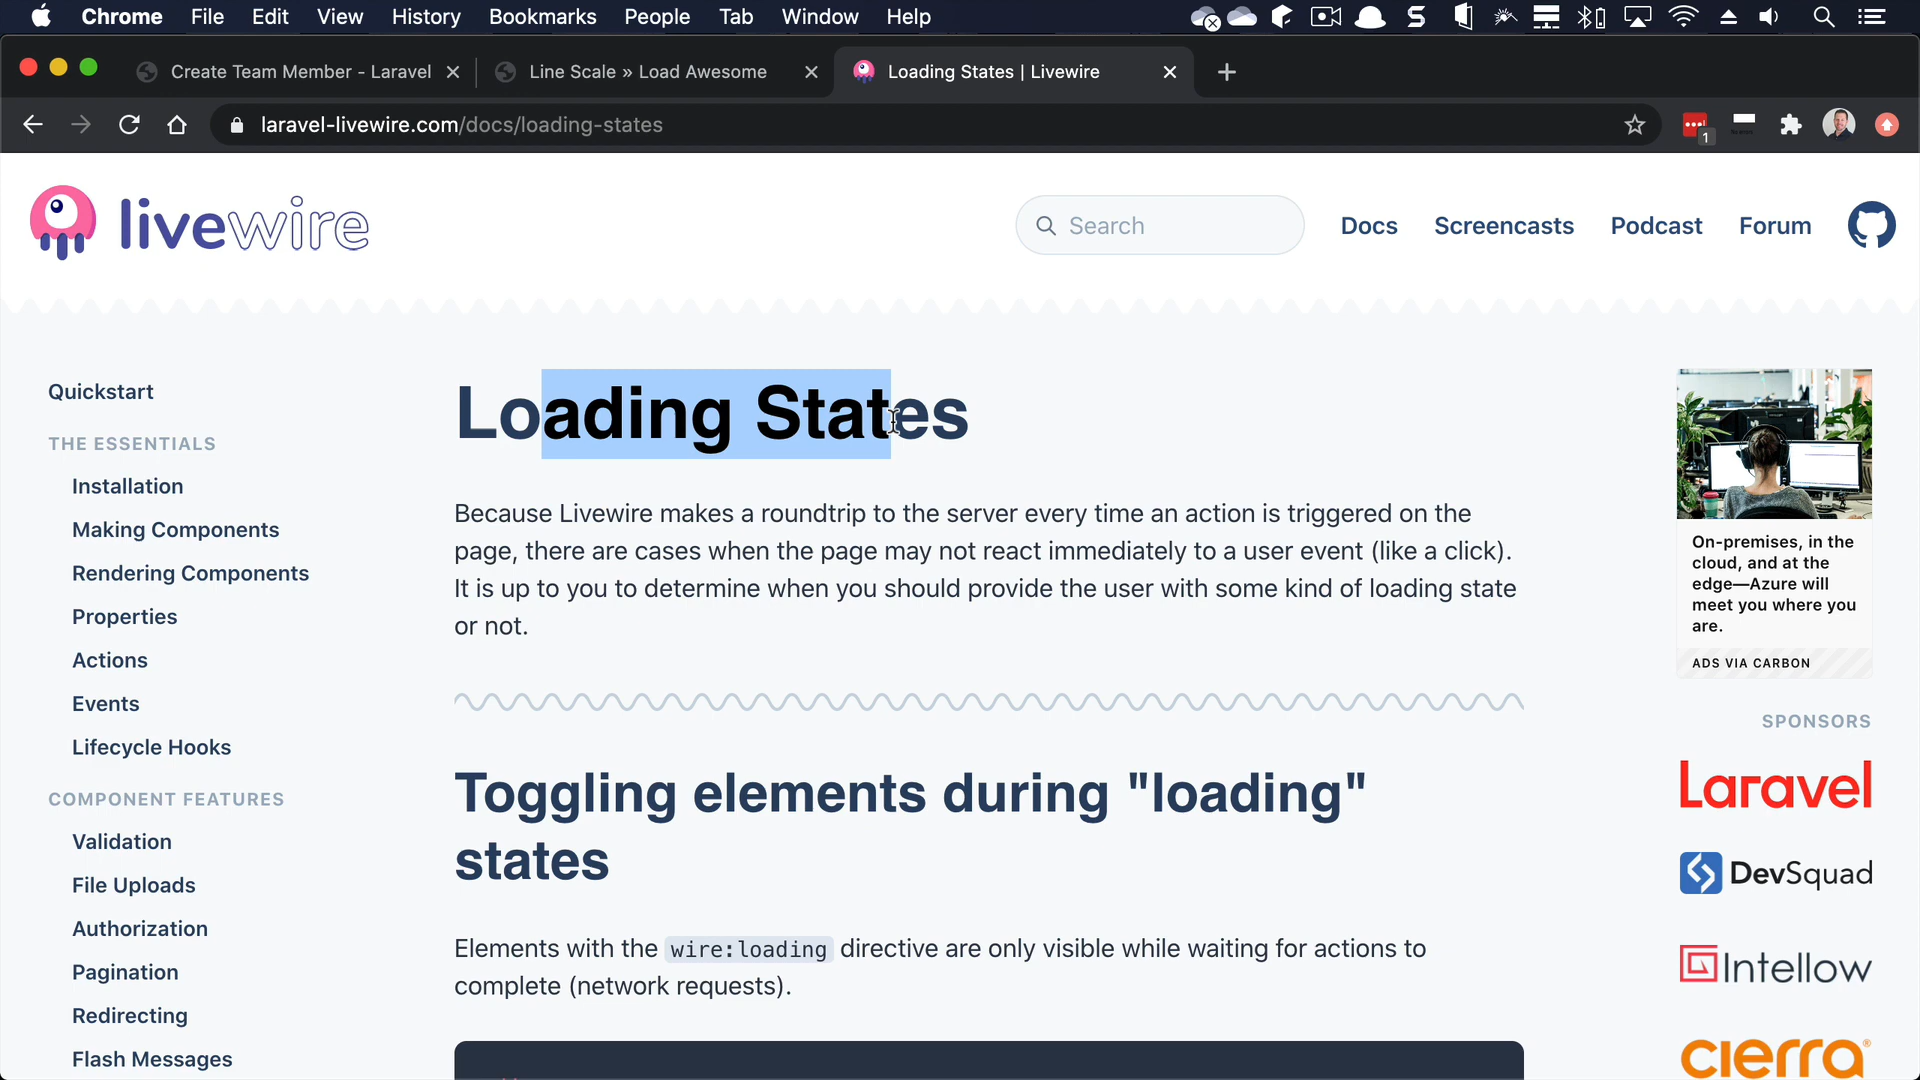 Chrome File Edit View History Bookmarks People Tab Window Help
Create Team Member - Laravel
Line Scale » Load Awesome
Loading States | Livewire
laravel-livewire.com/docs/loading-states
1
livewire
Search
Docs
Screencasts
Podcast
Forum
Quickstart
THE ESSENTIALS
Installation
Making Components
Rendering Components
Properties
Actions
Events
Lifecycle Hooks
COMPONENT FEATURES
Validation
File Uploads
Authorization
Pagination
Redirecting
Flash Messages
Loading States
Because Livewire makes a roundtrip to the server every time an action is triggered on the
page, there are cases when the page may not react immediately to a user event (like a click).
It is up to you to determine when you should provide the user with some kind of loading state
or not.
Toggling elements during "loading"
states
Elements with the wire:loading directive are only visible while waiting for actions to
complete (network requests).
On-premises, in the
cloud, and at the
edge—Azure will
meet you where you
are.
ADS VIA CARBON
SPONSORS
Laravel
DevSquad
Intellow
cierra®